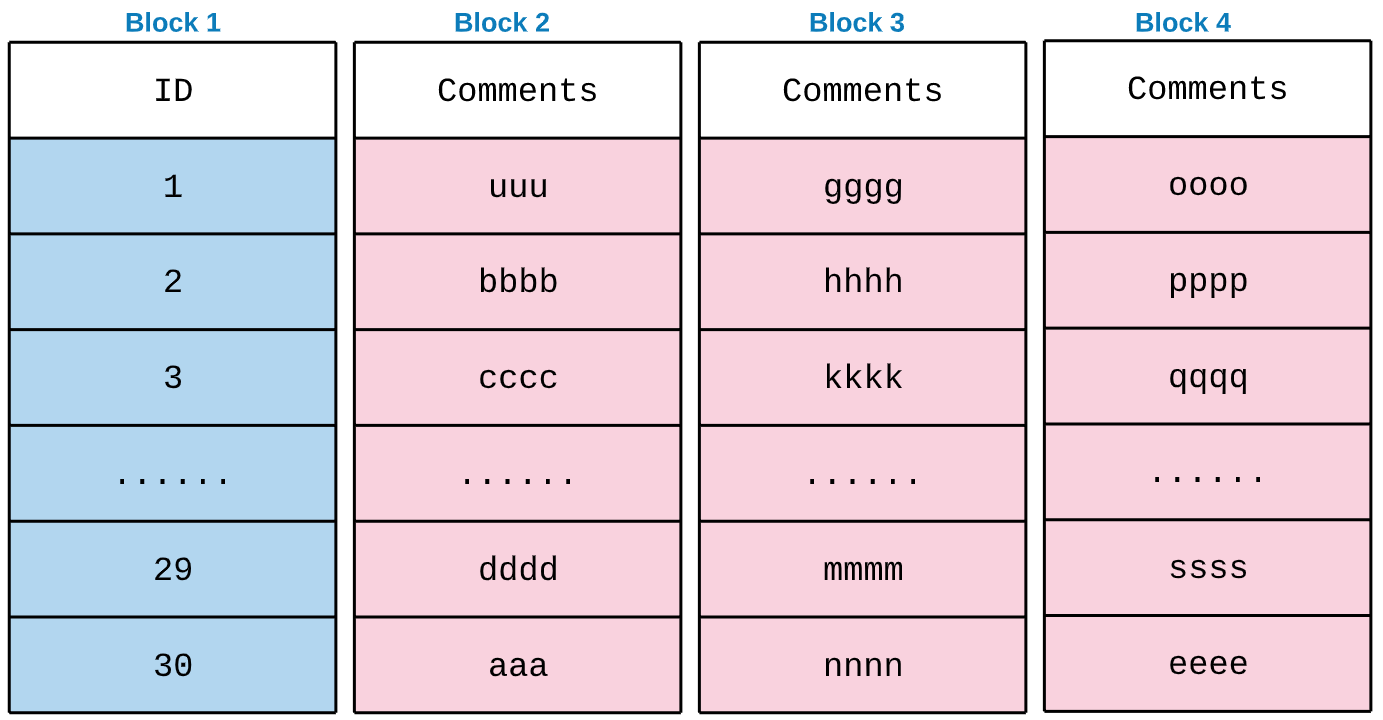 Block 1 Block 2 Block 3 Block 4
ID Comments Comments Comments
1 uuu gggg oooo
2 bbbb hhhh pppp
3 cccc kkkk qqqq
...... ...... ...... ......
29 dddd mmmm ssss
30 aaa nnnn eeee